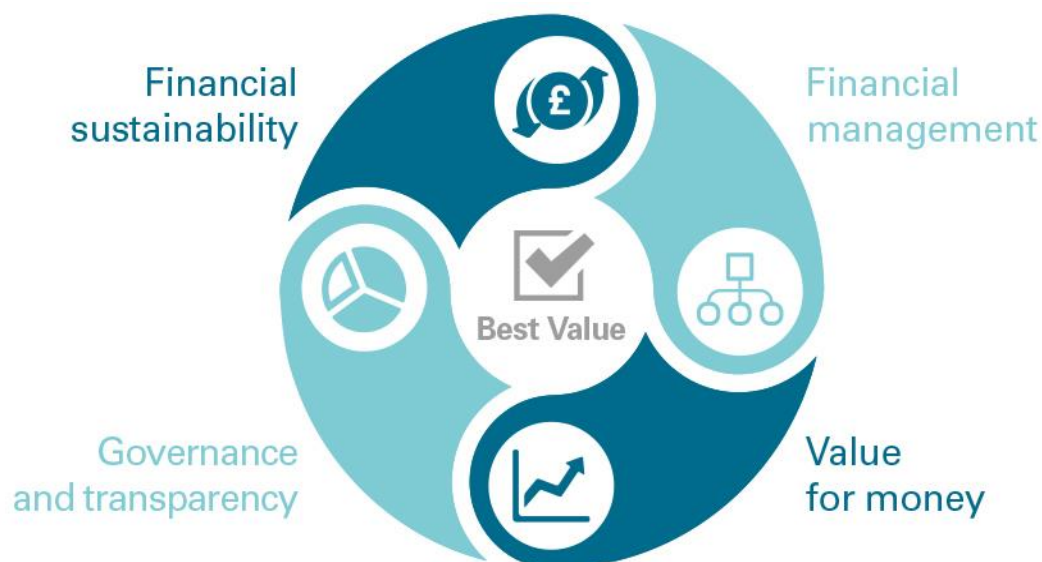 Financial
sustainability
Financial
management
£
Best Value
Governance
and transparency
Value
for money